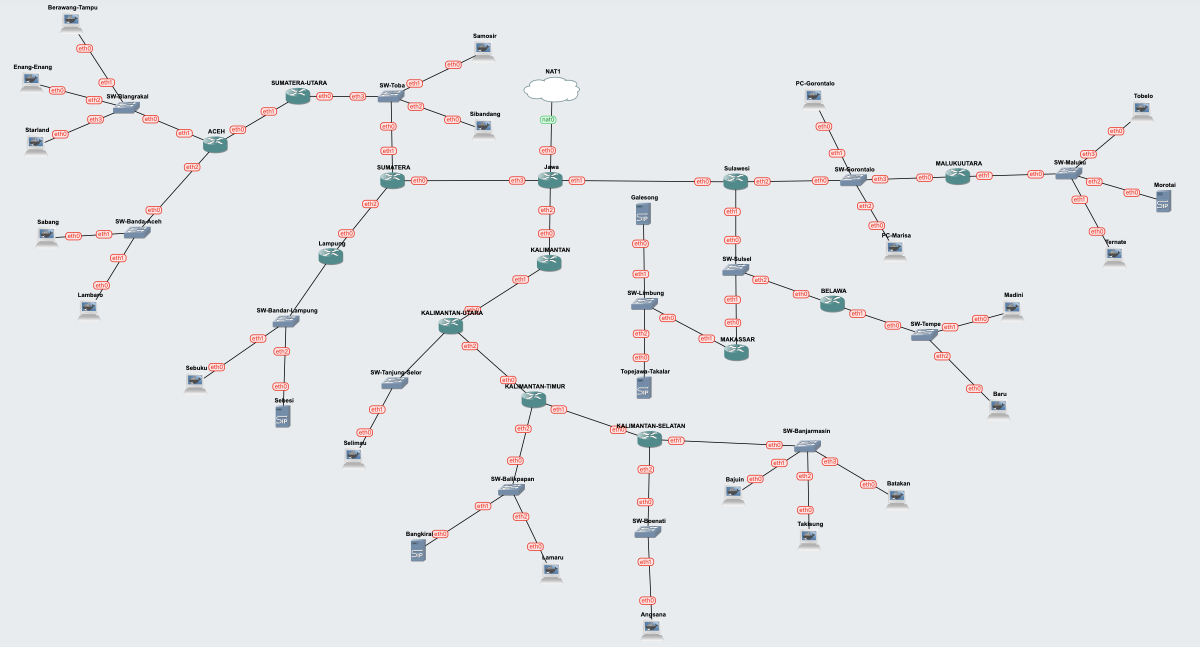 Berawang-Tampu
eth0
Enang-Enang
eth0
eth1
eth2
SW-Blangrakal
eth3
Starland
eth0
eth0
eth1
ACEH
eth0
eth1
eth2
SUMATERA-UTARA
eth0
eth3
SW-Toba
eth1
eth0
Samosir
eth2
eth0
Sibandang
eth0
eth1
SUMATERA
eth0
eth2
NAT1
nat0
eth0
Jawa
eth3
eth1
eth2
eth0
Sulawesi
eth2
eth1
PC-Gorontalo
eth0
eth1
SW-Gorontalo
eth0
eth3
eth2
eth0
PC-Marisa
MALUKUUTARA
eth0
eth1
eth0
SW-Maluku
eth3
eth0
Tobelo
eth2
eth0
Morotai
eth1
eth0
Ternate
eth0
SW-Banda-Aceh
Sabang
eth0
eth1
eth1
eth0
Lambaro
eth0
Lampung
SW-Bandar-Lampung
eth1
eth0
Sebuku
eth2
eth0
Sebesi
eth0
KALIMANTAN
eth1
eth0
KALIMANTAN-UTARA
eth2
SW-Tanjung-Selor
eth1
eth0
Selimau
eth0
KALIMANTAN-TIMUR
eth1
eth2
eth0
SW-Balikpapan
eth1
eth0
Bangkirai
eth2
eth0
Lamaru
eth0
KALIMANTAN-SELATAN
eth1
eth2
eth0
SW-Boenati
eth1
eth0
Angsana
eth0
SW-Banjarmasin
eth1
eth0
Bajuin
eth2
eth0
Takisung
eth3
eth0
Batakan
Galesong
eth0
eth1
SW-Limbung
eth0
eth1
eth2
eth0
Topejawa-Takalar
eth0
SW-Sulsel
eth2
eth1
eth0
MAKASSAR
eth0
BELAWA
eth1
eth0
SW-Tempe
eth1
eth0
Madini
eth2
eth0
Baru